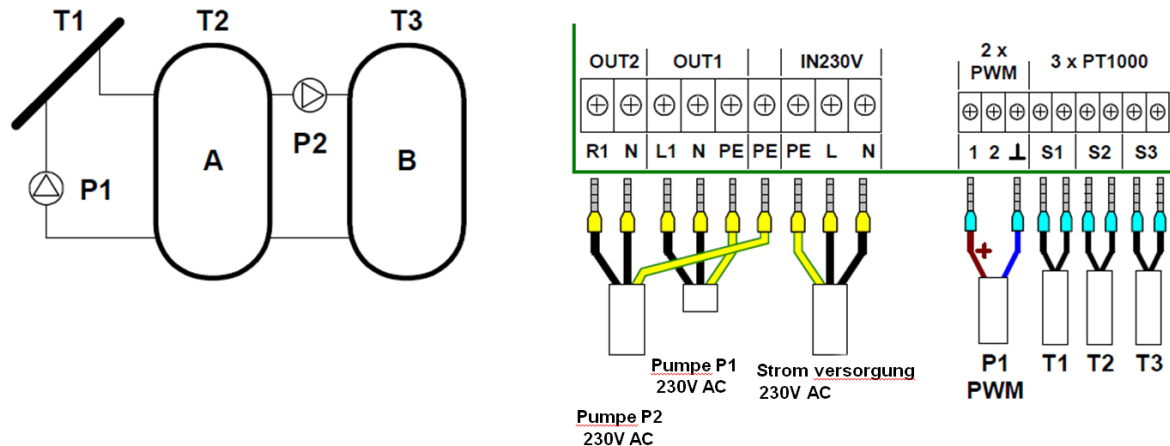 T1 T2 T3
A B
P1 P2
OUT2 OUT1 IN230V
2 x
PWM
3 x PT1000
R1 N L1 N PE PE PE L N
1 2 ⊥ S1 S2 S3
+
Pumpe P1
230V AC
Strom versorgung
230V AC
Pumpe P2
230V AC
P1
PWM
T1 T2 T3